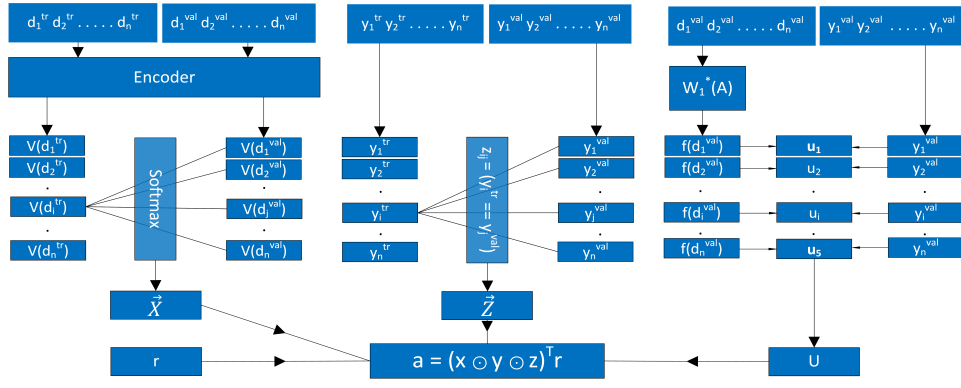 d₁ᵗʳ d₂ᵗʳ . . . . . dₙᵗʳ
d₁ᵛᵃˡ d₂ᵛᵃˡ . . . . . dₙᵛᵃˡ
y₁ᵗʳ y₂ᵗʳ . . . . . yₙᵗʳ
y₁ᵛᵃˡ y₂ᵛᵃˡ . . . . . yₙᵛᵃˡ
d₁ᵛᵃˡ d₂ᵛᵃˡ . . . . . dₙᵛᵃˡ
y₁ᵛᵃˡ y₂ᵛᵃˡ . . . . . yₙᵛᵃˡ
Encoder
W₁*(A)
V(d₁ᵗʳ)
V(d₂ᵗʳ)
.
V(dᵢᵗʳ)
.
V(dₙᵗʳ)
Softmax
V(d₁ᵛᵃˡ)
V(d₂ᵛᵃˡ)
.
V(dⱼᵛᵃˡ)
.
V(dₙᵛᵃˡ)
y₁ᵗʳ
y₂ᵗʳ
.
yᵢᵗʳ
.
yₙᵗʳ
zᵢⱼ = (yᵢᵗʳ == yⱼᵛᵃˡ)
y₁ᵛᵃˡ
y₂ᵛᵃˡ
.
yⱼᵛᵃˡ
.
yₙᵛᵃˡ
f(d₁ᵛᵃˡ)
f(d₂ᵛᵃˡ)
.
f(dᵢᵛᵃˡ)
.
f(dₙᵛᵃˡ)
u₁
u₂
.
uᵢ
.
u₅
y₁ᵛᵃˡ
y₂ᵛᵃˡ
.
yᵢᵛᵃˡ
.
yₙᵛᵃˡ
X⃗
Z⃗
r
a = (x ⊙ y ⊙ z)ᵀr
U